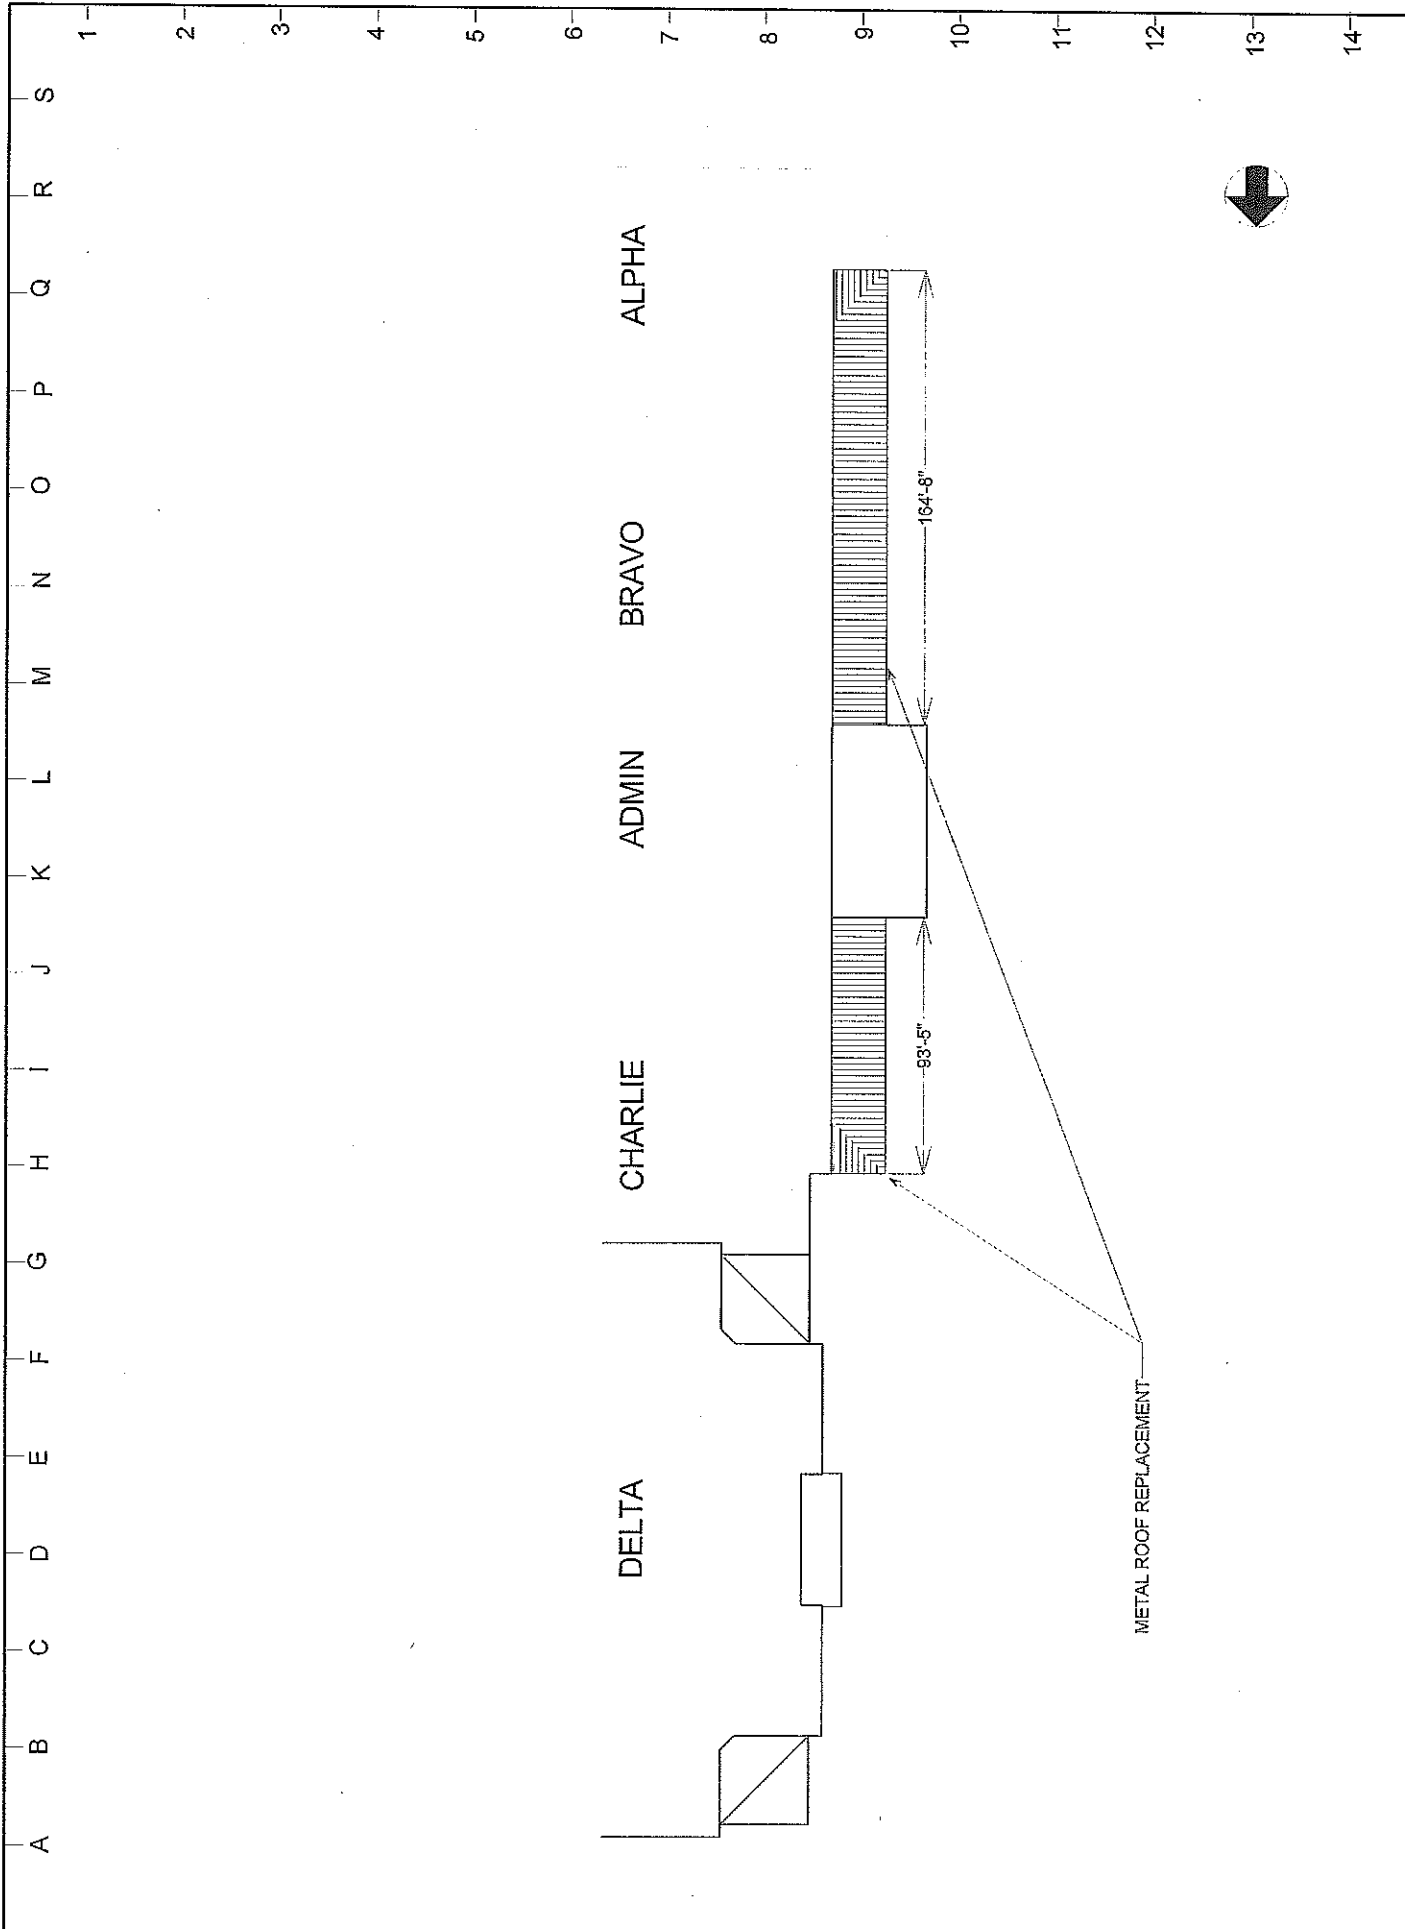 A
B
C
D
E
F
G
H
I
J
K
L
M
N
O
P
Q
R
S
1
2
3
4
5
6
7
8
9
10
11
12
13
14
DELTA
CHARLIE
ADMIN
BRAVO
ALPHA
93'-5"
164'-8"
METAL ROOF REPLACEMENT